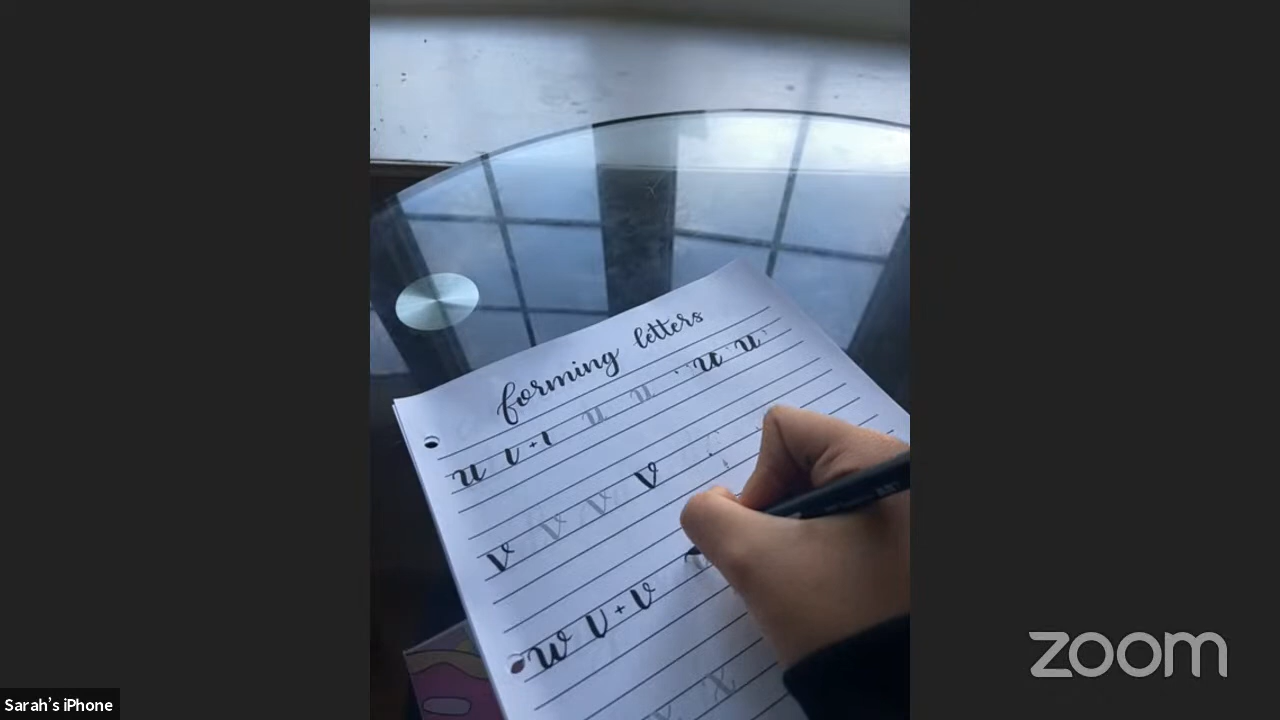 forming letters
u ι + ι u u u u
v v v v
w υ + v
x x
zoom
Sarah's iPhone